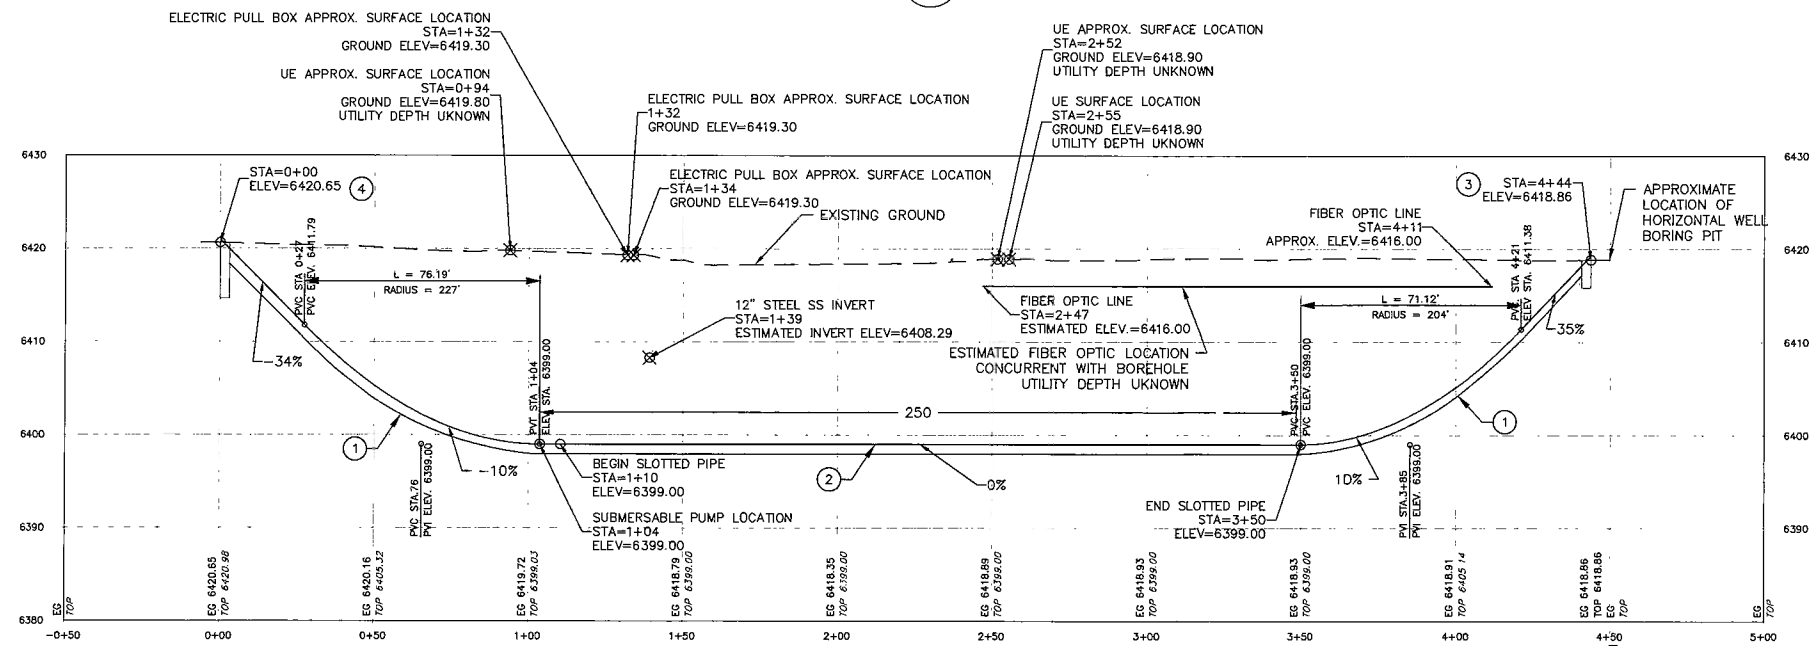 ELECTRIC PULL BOX APPROX. SURFACE LOCATION
STA=1+32
GROUND ELEV=6419.30
UE APPROX. SURFACE LOCATION
STA=0+94
GROUND ELEV=6419.80
UTILITY DEPTH UKNOWN
ELECTRIC PULL BOX APPROX. SURFACE LOCATION
1+32
GROUND ELEV=6419.30
UE APPROX. SURFACE LOCATION
STA=2+52
GROUND ELEV=6418.90
UTILITY DEPTH UNKNOWN
UE SURFACE LOCATION
STA=2+55
GROUND ELEV=6418.90
UTILITY DEPTH UNKNOWN
6430
6430
STA=0+00
ELEV=6420.65
4
ELECTRIC PULL BOX APPROX. SURFACE LOCATION
STA=1+34
GROUND ELEV=6419.30
EXISTING GROUND
FIBER OPTIC LINE
STA=4+11
APPROX. ELEV.=6416.00
3
STA=4+44
ELEV=6418.86
APPROXIMATE
LOCATION OF
HORIZONTAL WELL
BORING PIT
6420
6420
PVC STA 0+27
PVC ELEV. 6411.79
L = 76.19'
RADIUS = 227'
12" STEEL SS INVERT
STA=1+39
ESTIMATED INVERT ELEV=6408.29
FIBER OPTIC LINE
STA=2+47
ESTIMATED ELEV.=6416.00
L = 71.12'
RADIUS = 204'
ELEV STA. 6411.38
6410
6410
-34%
35%
ESTIMATED FIBER OPTIC LOCATION
CONCURRENT WITH BOREHOLE
UTILITY DEPTH UKNOWN
PVT STA 1+04
ELEV STA. 6399.00
250
PVC STA.3+50
PVC ELEV. 6399.00
6400
6400
1
-10%
BEGIN SLOTTED PIPE
STA=1+10
ELEV=6399.00
2
0%
10%
1
PVC STA.76
PVI ELEV. 6399.00
SUBMERSABLE PUMP LOCATION
STA=1+04
ELEV=6399.00
END SLOTTED PIPE
STA=3+50
ELEV=6399.00
PVI STA.3+85
PVI ELEV. 6399.00
6390
6390
EG
TOP
EG 6420.65
TOP 6420.98
EG 6420.16
TOP 6405.32
EG 6419.72
TOP 6399.03
EG 6418.79
TOP 6399.00
EG 6418.35
TOP 6399.00
EG 6418.89
TOP 6399.00
EG 6418.93
TOP 6399.00
EG 6418.93
TOP 6399.00
EG 6418.91
TOP 6405.14
EG 6418.86
TOP 6418.86
EG
TOP
EG
TOP
6380
6380
-0+50
0+00
0+50
1+00
1+50
2+00
2+50
3+00
3+50
4+00
4+50
5+00